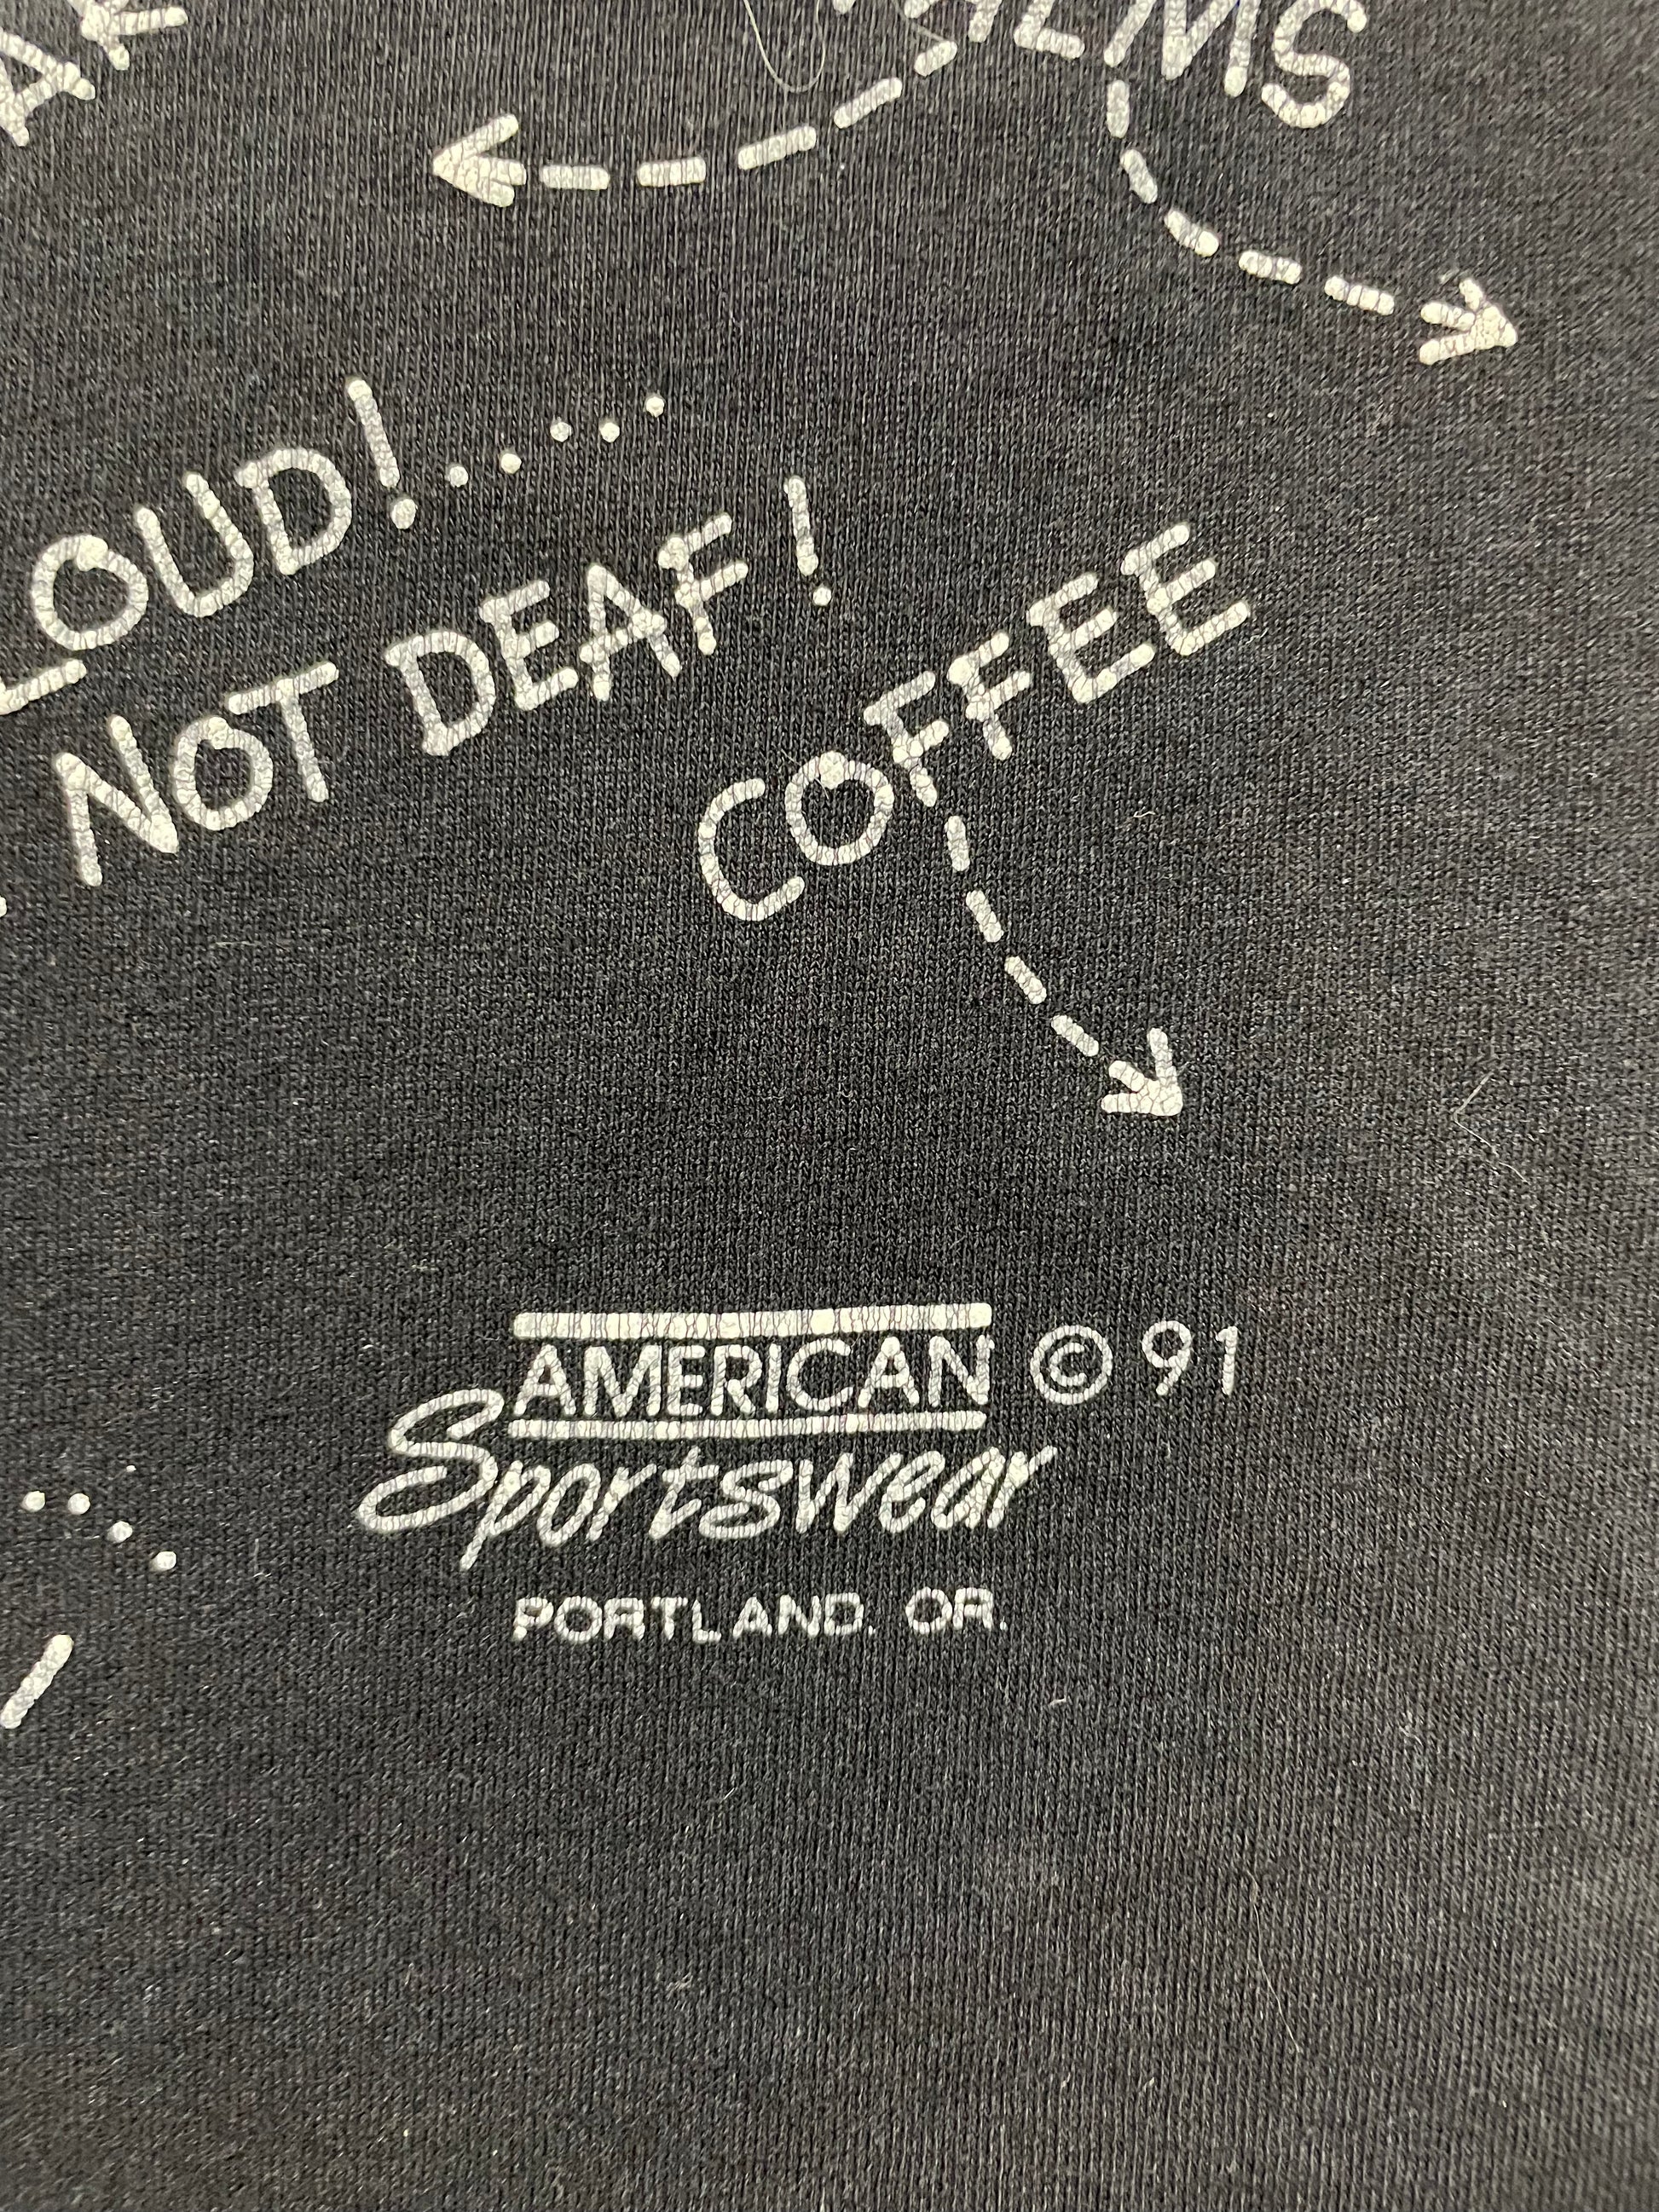 LOUD!......
NOT DEAF!
COFFEE
AMERICAN © 91
Sportswear
PORTLAND. OR.